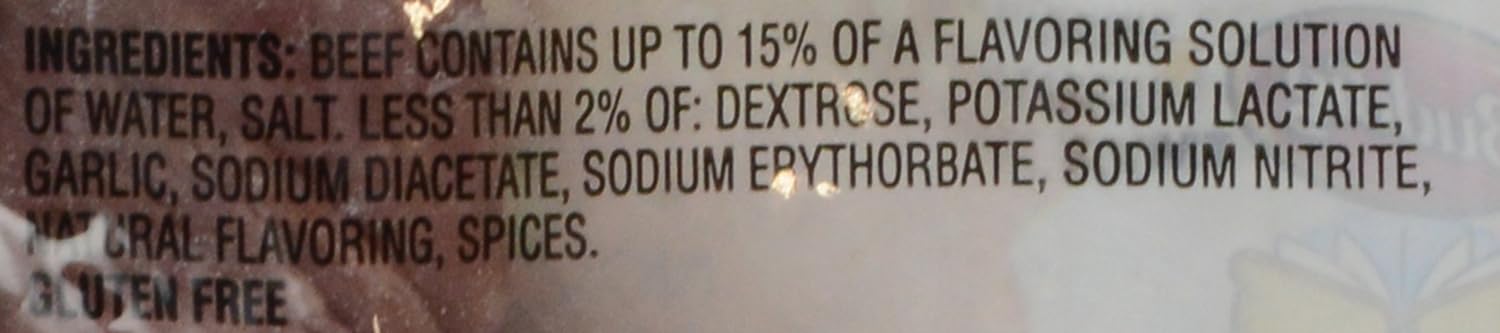 INGREDIENTS: BEEF CONTAINS UP TO 15% OF A FLAVORING SOLUTION
OF WATER, SALT. LESS THAN 2% OF: DEXTROSE, POTASSIUM LACTATE,
GARLIC, SODIUM DIACETATE, SODIUM ERYTHORBATE, SODIUM NITRITE,
NATURAL FLAVORING, SPICES.
GLUTEN FREE